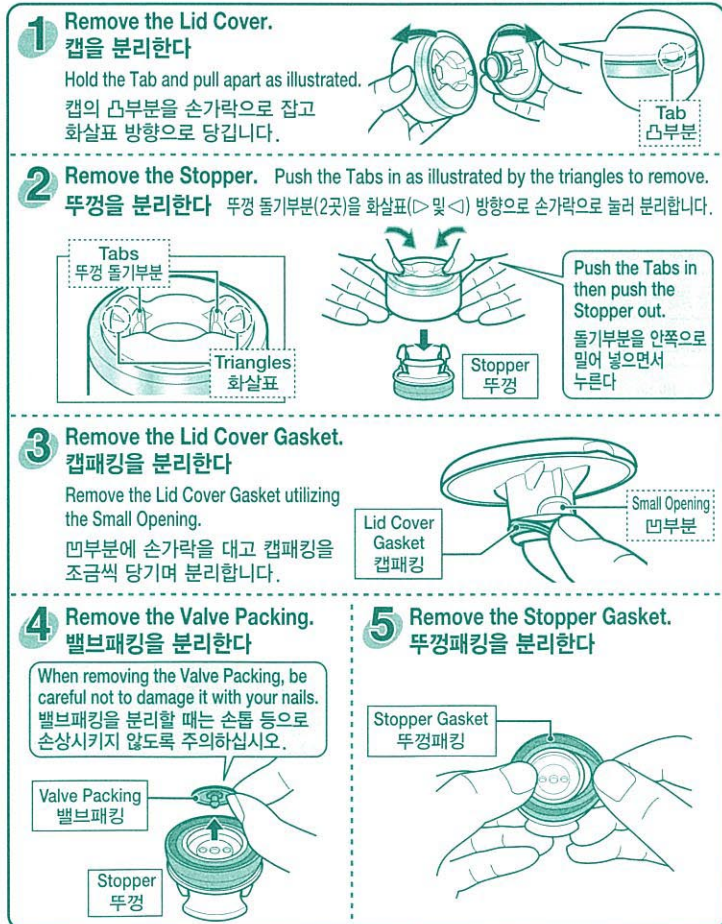 1 Remove the Lid Cover.
캡을 분리한다
Hold the Tab and pull apart as illustrated.
캡의 凸부분을 손가락으로 잡고
화살표 방향으로 당깁니다.
Tab
凸부분
2 Remove the Stopper. Push the Tabs in as illustrated by the triangles to remove.
뚜껑을 분리한다 뚜껑 돌기부분(2곳)을 화살표(▷ 및 ◁) 방향으로 손가락으로 눌러 분리합니다.
Tabs
뚜껑 돌기부분
Triangles
화살표
Stopper
뚜껑
Push the Tabs in
then push the
Stopper out.
돌기부분을 안쪽으로
밀어 넣으면서
누른다
3 Remove the Lid Cover Gasket.
캡패킹을 분리한다
Remove the Lid Cover Gasket utilizing
the Small Opening.
凹부분에 손가락을 대고 캡패킹을
조금씩 당기며 분리합니다.
Lid Cover
Gasket
캡패킹
Small Opening
凹부분
4 Remove the Valve Packing.
밸브패킹을 분리한다
When removing the Valve Packing, be
careful not to damage it with your nails.
밸브패킹을 분리할 때는 손톱 등으로
손상시키지 않도록 주의하십시오.
Valve Packing
밸브패킹
Stopper
뚜껑
5 Remove the Stopper Gasket.
뚜껑패킹을 분리한다
Stopper Gasket
뚜껑패킹